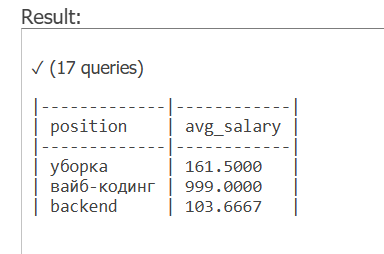 Result:
✓ (17 queries)
|-------------|------------|
| position    | avg_salary |
|-------------|------------|
| уборка      | 161.5000   |
| вайб-кодинг | 999.0000   |
| backend     | 103.6667   |